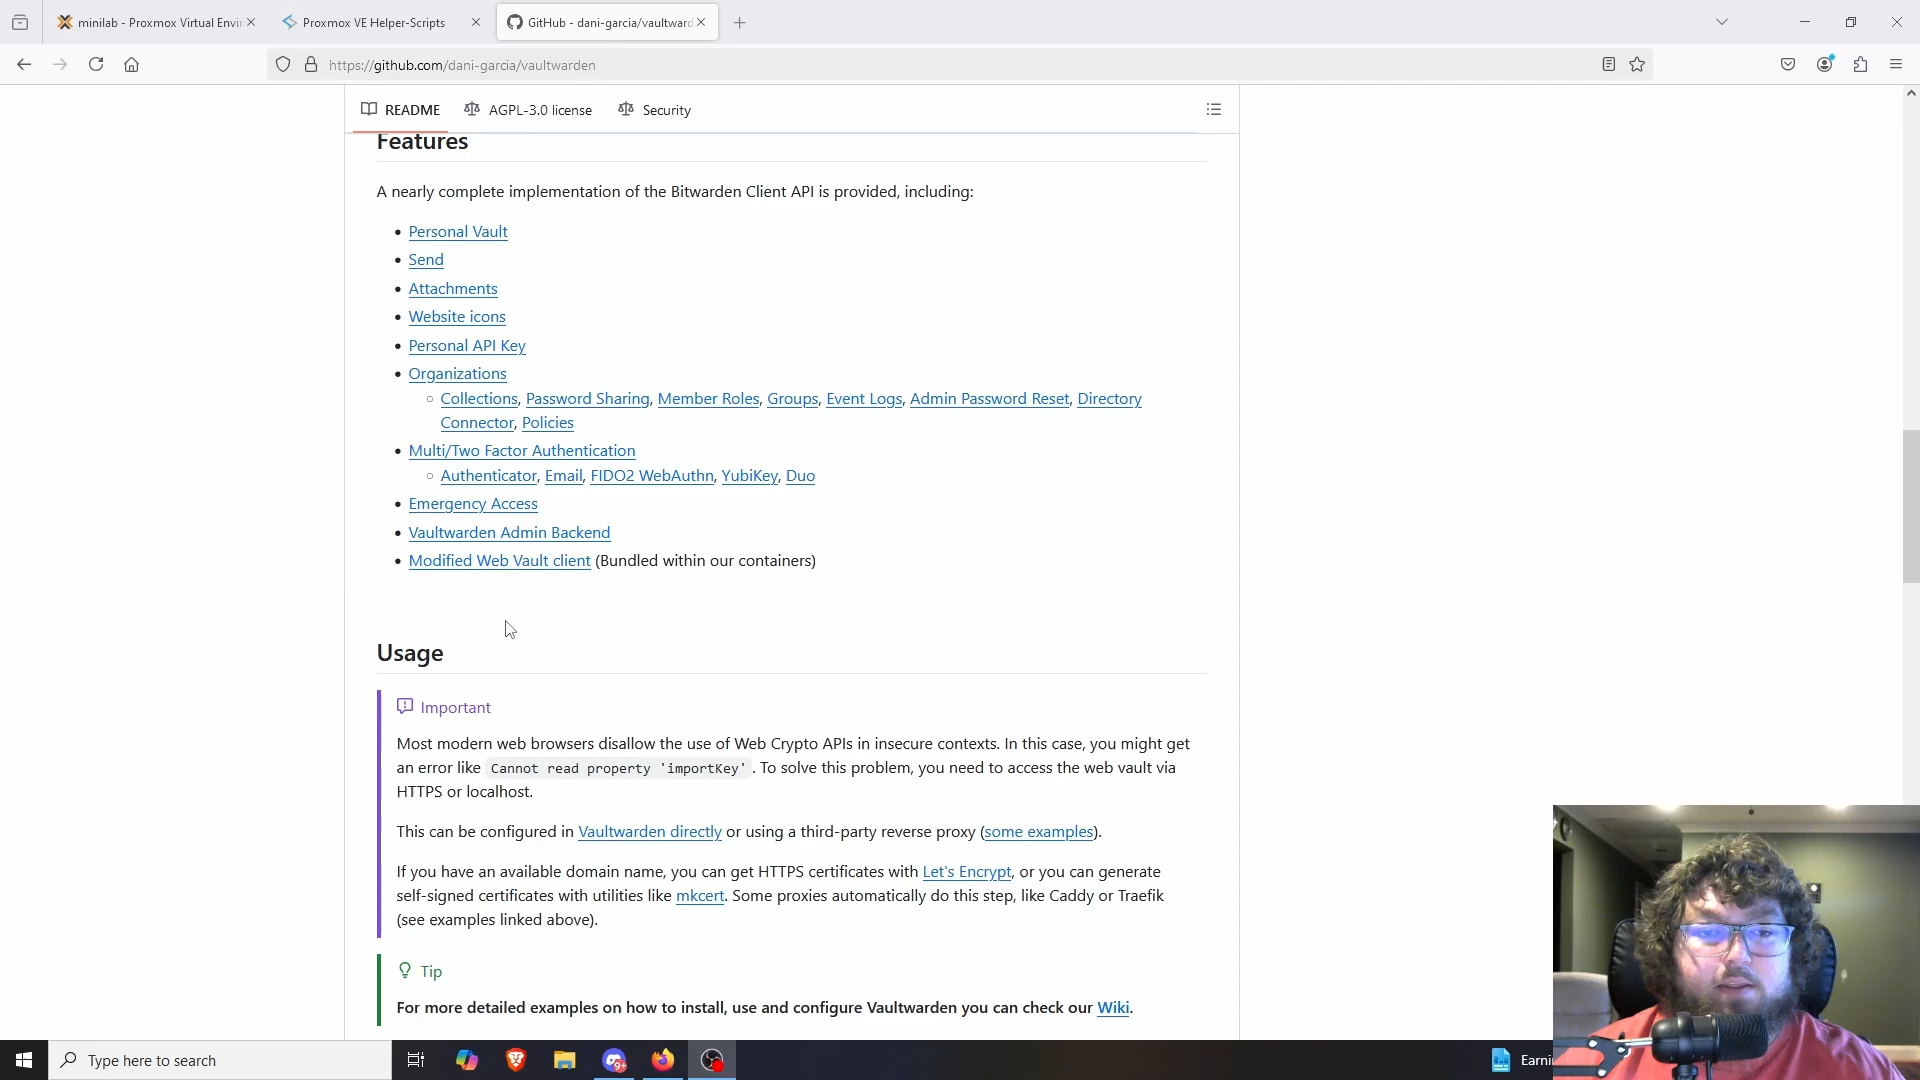 minilab - Proxmox Virtual Envir
Proxmox VE Helper-Scripts
GitHub - dani-garcia/vaultward
https://github.com/dani-garcia/vaultwarden
README
AGPL-3.0 license
Security
Features
A nearly complete implementation of the Bitwarden Client API is provided, including:
• Personal Vault
• Send
• Attachments
• Website icons
• Personal API Key
• Organizations
○ Collections, Password Sharing, Member Roles, Groups, Event Logs, Admin Password Reset, Directory
Connector, Policies
• Multi/Two Factor Authentication
○ Authenticator, Email, FIDO2 WebAuthn, YubiKey, Duo
• Emergency Access
• Vaultwarden Admin Backend
• Modified Web Vault client (Bundled within our containers)
Usage
Important
Most modern web browsers disallow the use of Web Crypto APIs in insecure contexts. In this case, you might get
an error like Cannot read property 'importKey' . To solve this problem, you need to access the web vault via
HTTPS or localhost.
This can be configured in Vaultwarden directly or using a third-party reverse proxy (some examples).
If you have an available domain name, you can get HTTPS certificates with Let's Encrypt, or you can generate
self-signed certificates with utilities like mkcert. Some proxies automatically do this step, like Caddy or Traefik
(see examples linked above).
Tip
For more detailed examples on how to install, use and configure Vaultwarden you can check our Wiki.
Type here to search
9+
Earni